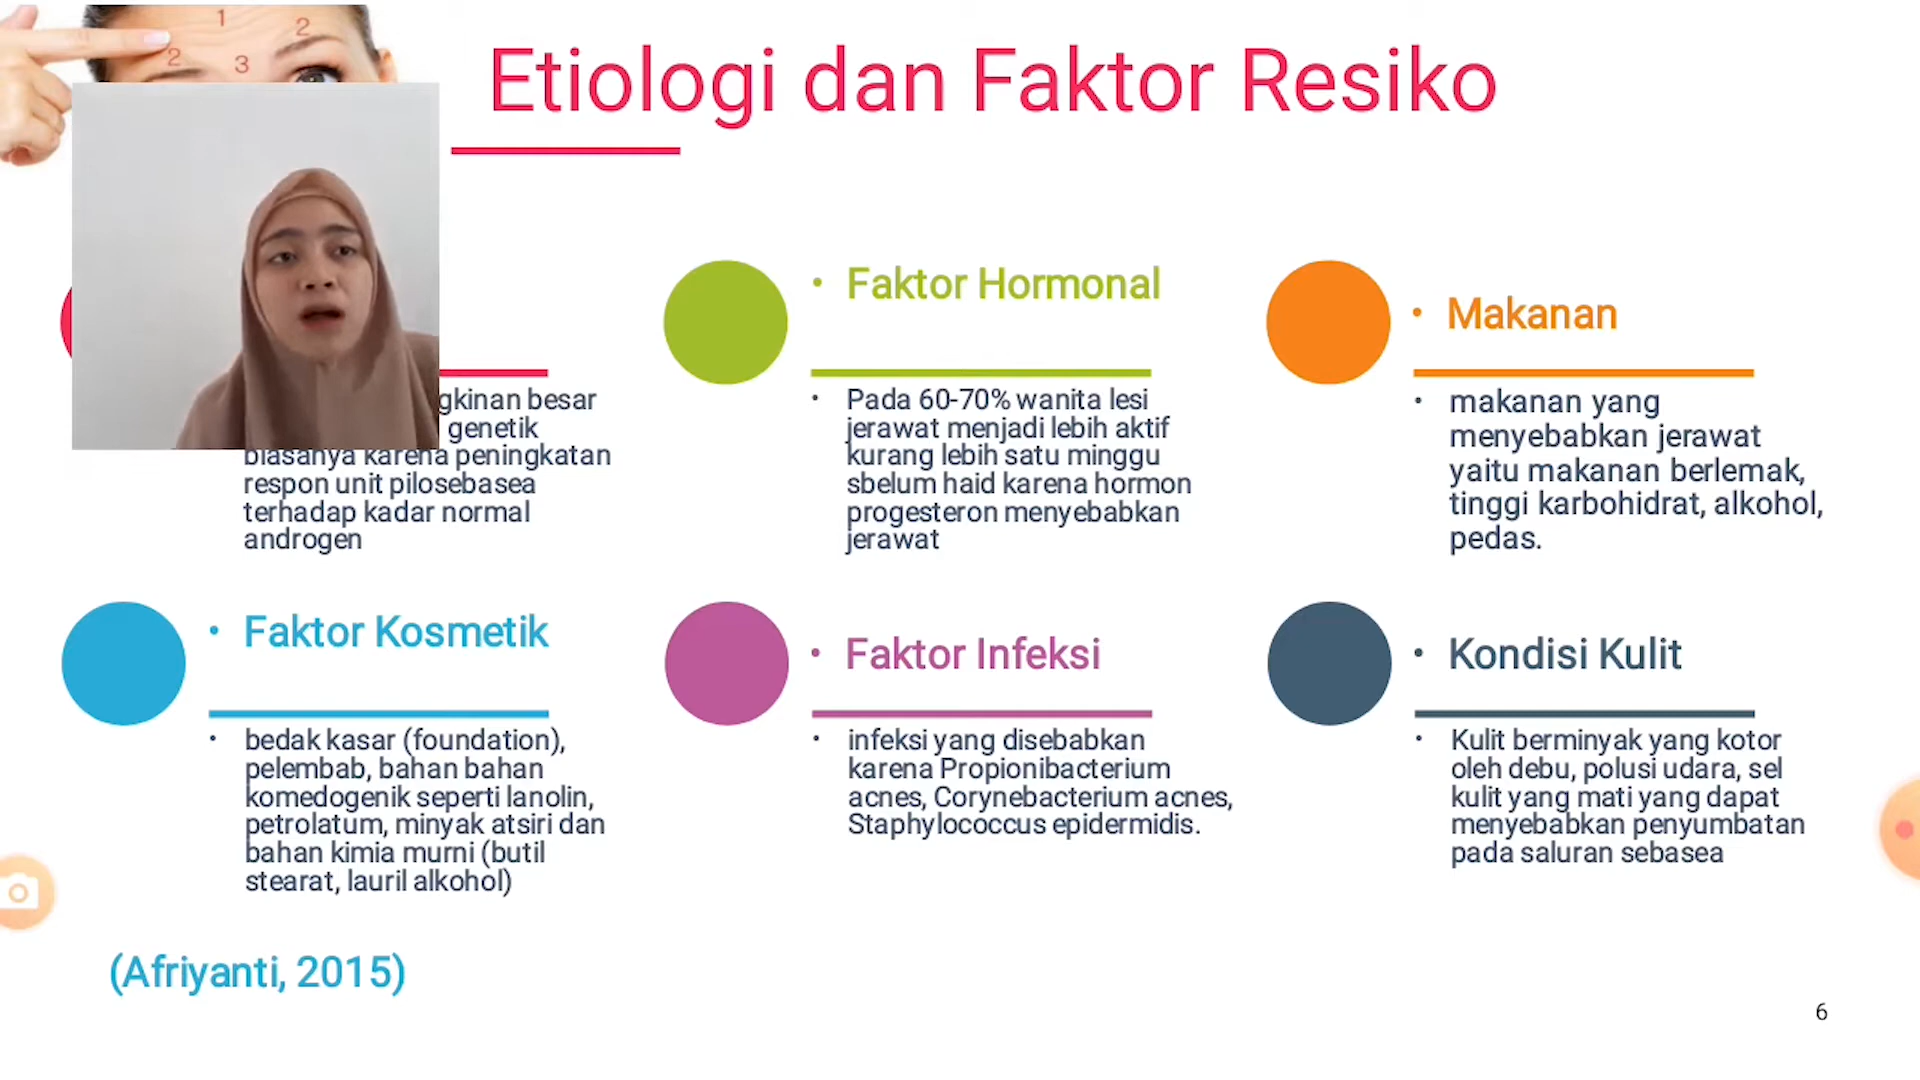 1
2
2
3
Etiologi dan Faktor Resiko
besar
genetik
biasanya karena peningkatan
respon unit pilosebasea
terhadap kadar normal
androgen
• Faktor Hormonal
• Pada 60-70% wanita lesi
jerawat menjadi lebih aktif
kurang lebih satu minggu
sbelum haid karena hormon
progesteron menyebabkan
jerawat
• Makanan
• makanan yang
menyebabkan jerawat
yaitu makanan berlemak,
tinggi karbohidrat, alkohol,
pedas.
• Faktor Kosmetik
• bedak kasar (foundation),
pelembab, bahan bahan
komedogenik seperti lanolin,
petrolatum, minyak atsiri dan
bahan kimia murni (butil
stearat, lauril alkohol)
• Faktor Infeksi
• infeksi yang disebabkan
karena Propionibacterium
acnes, Corynebacterium acnes,
Staphylococcus epidermidis.
• Kondisi Kulit
• Kulit berminyak yang kotor
oleh debu, polusi udara, sel
kulit yang mati yang dapat
menyebabkan penyumbatan
pada saluran sebasea
(Afriyanti, 2015)
6